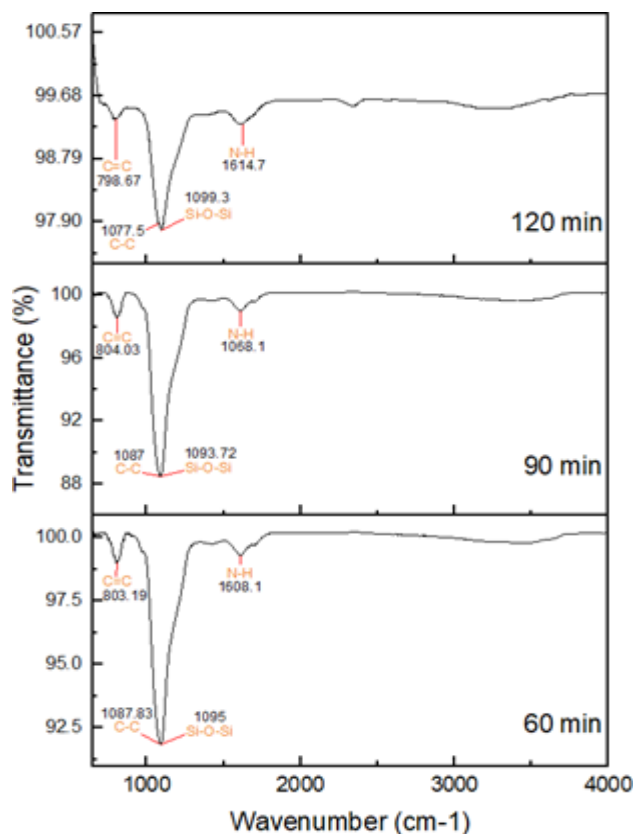 100.57
99.68
98.79
97.90
C=C
798.67
N-H
1614.7
1099.3
1077.5
Si-O-Si
C-C
120 min
100
96
92
88
C=C
804.03
N-H
1068.1
1087
1093.72
C-C
Si-O-Si
90 min
Transmittance (%)
100.0
97.5
95.0
92.5
C=C
803.19
N-H
1608.1
1087.83
1095
C-C
Si-O-Si
60 min
1000
2000
3000
4000
Wavenumber (cm-1)